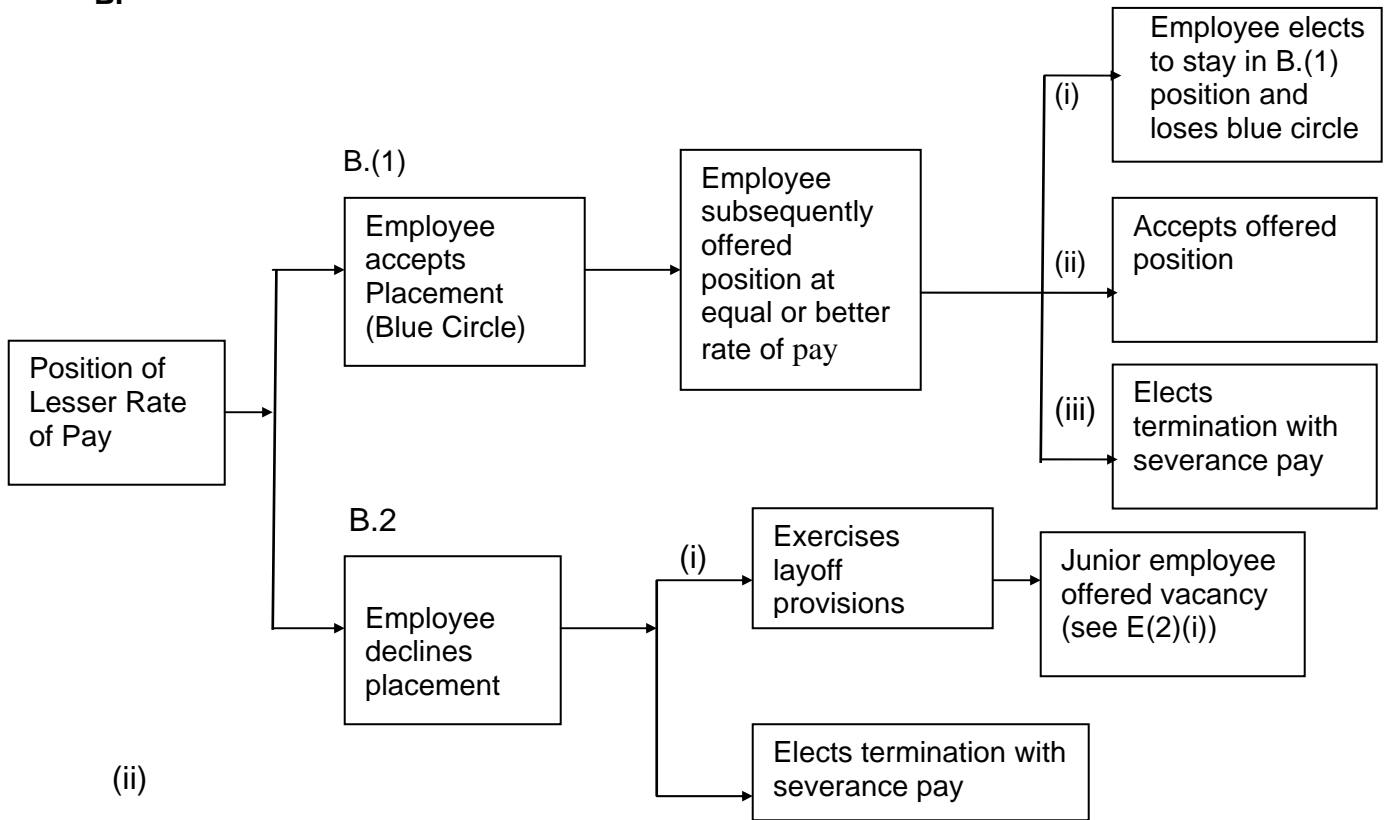 B.
Employee elects
to stay in B.(1)
position and
loses blue circle
(i)
B.(1)
Employee
accepts
Placement
(Blue Circle)
Employee
subsequently
offered
position at
equal or better
rate of pay
(ii)
Accepts offered
position
Position of
Lesser Rate
of Pay
(iii)
Elects
termination with
severance pay
B.2
Employee
declines
placement
(i)
Exercises
layoff
provisions
Junior employee
offered vacancy
(see E(2)(i))
(ii)
Elects termination with
severance pay